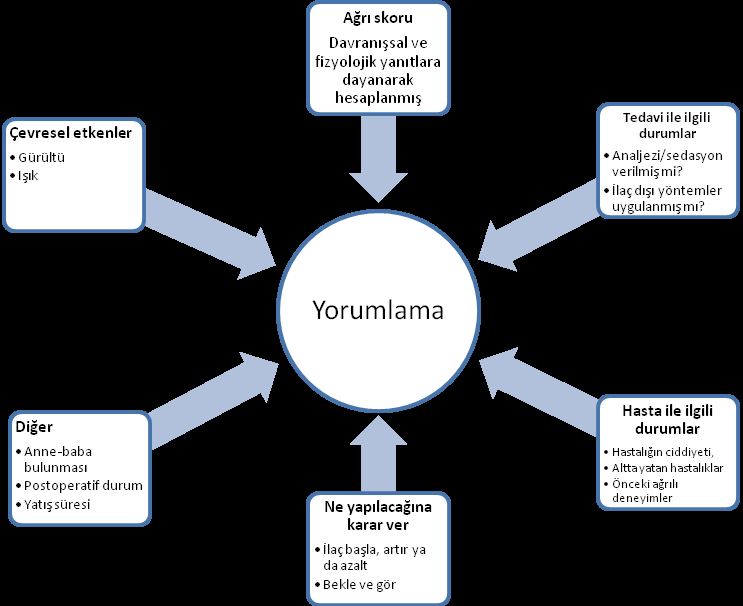 Ağrı skoru
Davranışsal ve
fizyolojik yanıtlara
dayanarak
hesaplanmış
Çevresel etkenler
• Gürültü
• Işık
Tedavi ile ilgili
durumlar
• Analjezi/sedasyon
verilmiş mi?
• İlaç dışı yöntemler
uygulanmış mı?
Yorumlama
Diğer
• Anne-baba
bulunması
• Postoperatif durum
• Yatış süresi
Hasta ile ilgili
durumlar
• Hastalığın ciddiyeti,
• Altta yatan hastalıklar
• Önceki ağrılı
deneyimler
Ne yapılacağına
karar ver
• İlaç başla, artır ya
da azalt
• Bekle ve gör